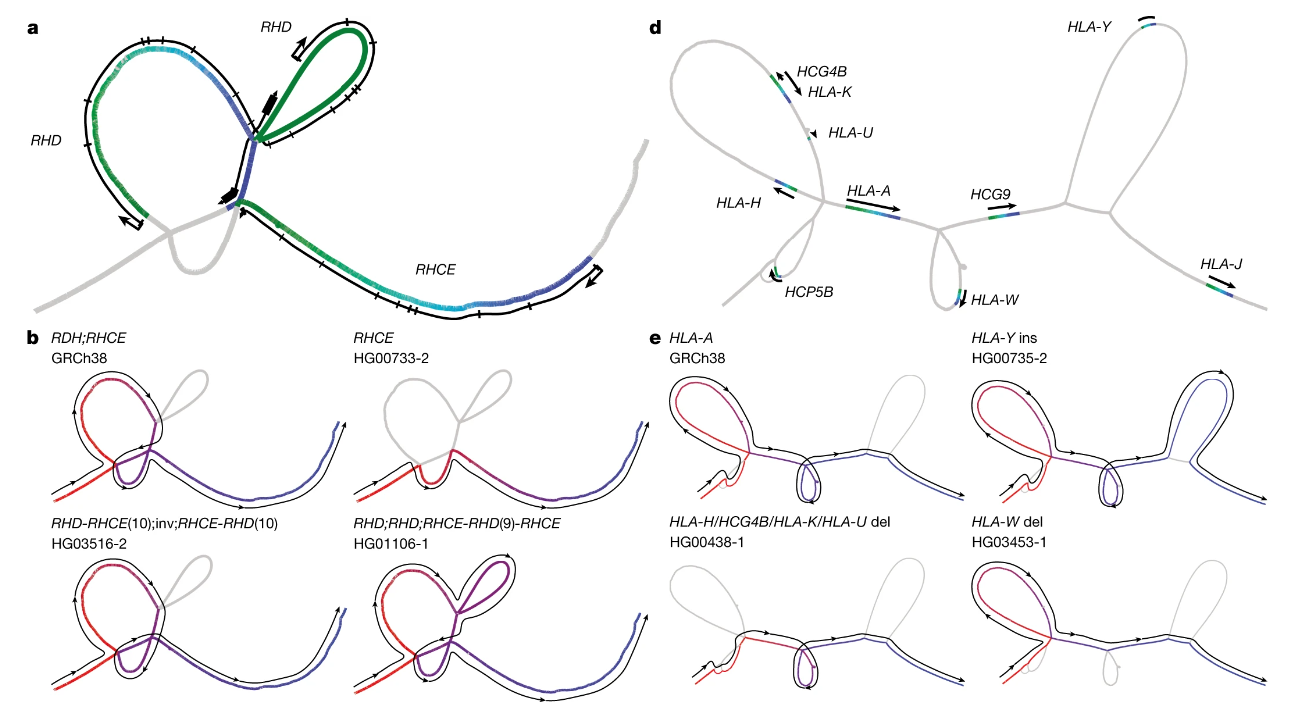 a
RHD
RHD
RHCE
b
RDH;RHCE
GRCh38
RHCE
HG00733-2
RHD-RHCE(10);inv;RHCE-RHD(10)
HG03516-2
RHD;RHD;RHCE-RHD(9)-RHCE
HG01106-1
d
HLA-Y
HCG4B
HLA-K
HLA-U
HLA-H
HLA-A
HCG9
HLA-J
HCP5B
HLA-W
e
HLA-A
GRCh38
HLA-Y ins
HG00735-2
HLA-H/HCG4B/HLA-K/HLA-U del
HG00438-1
HLA-W del
HG03453-1